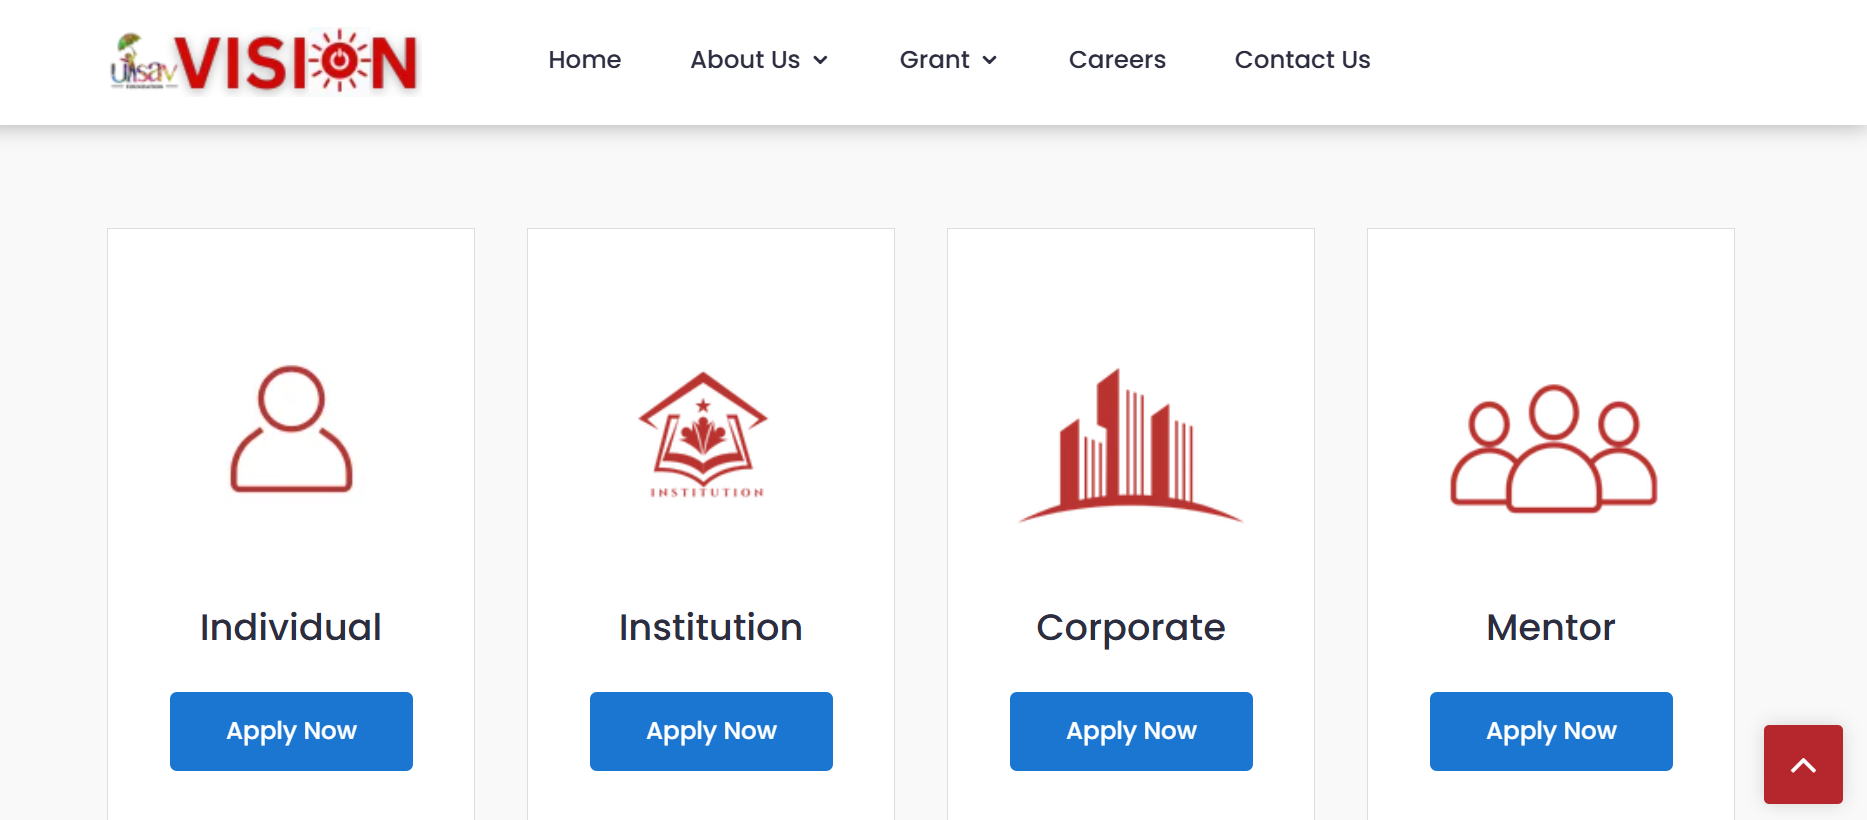 utsav VISION
Home About Us Grant Careers Contact Us
INSTITUTION
Individual Institution Corporate Mentor
Apply Now Apply Now Apply Now Apply Now